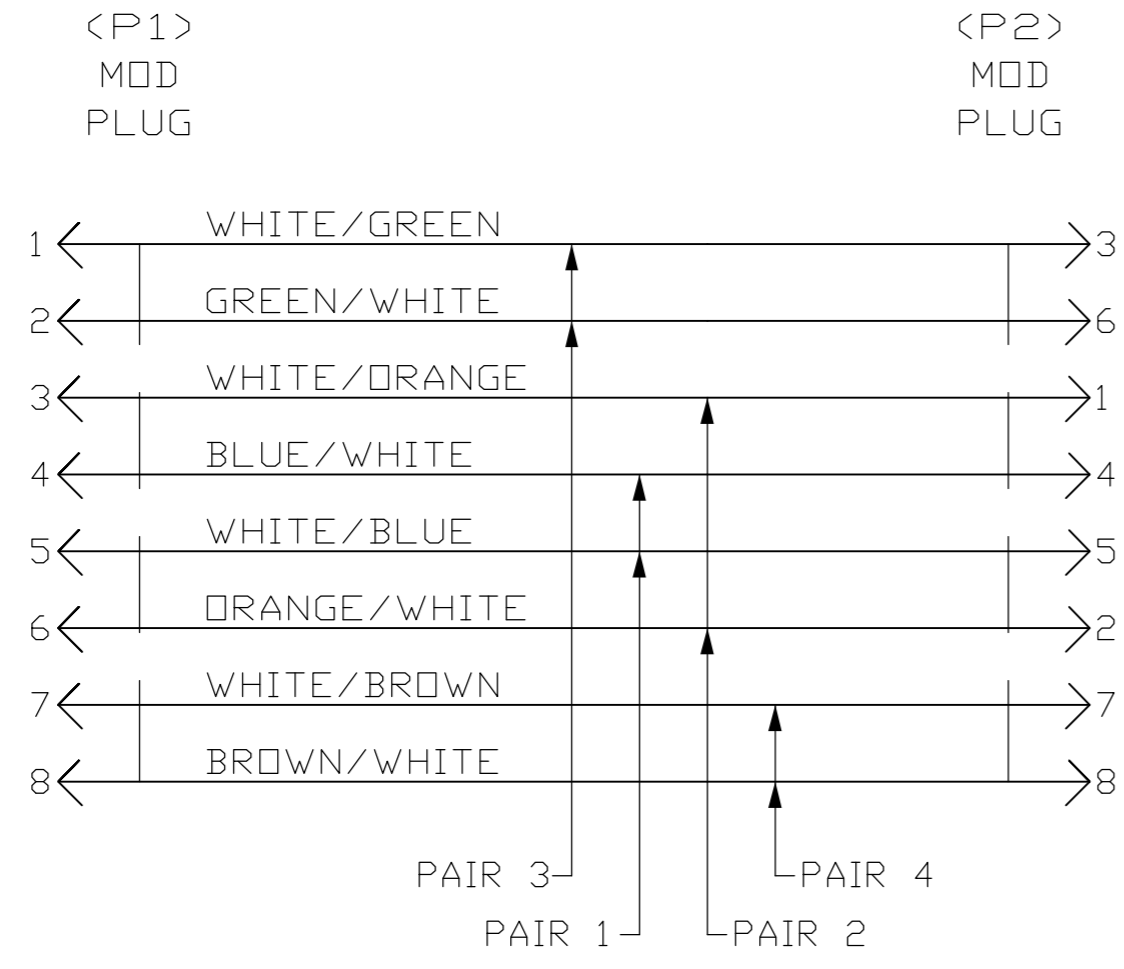 <P1> <P2>
MOD MOD
PLUG PLUG
1 WHITE/GREEN 3
2 GREEN/WHITE 6
3 WHITE/ORANGE 1
4 BLUE/WHITE 4
5 WHITE/BLUE 5
6 ORANGE/WHITE 2
7 WHITE/BROWN 7
8 BROWN/WHITE 8
PAIR 3 PAIR 4
PAIR 1 PAIR 2